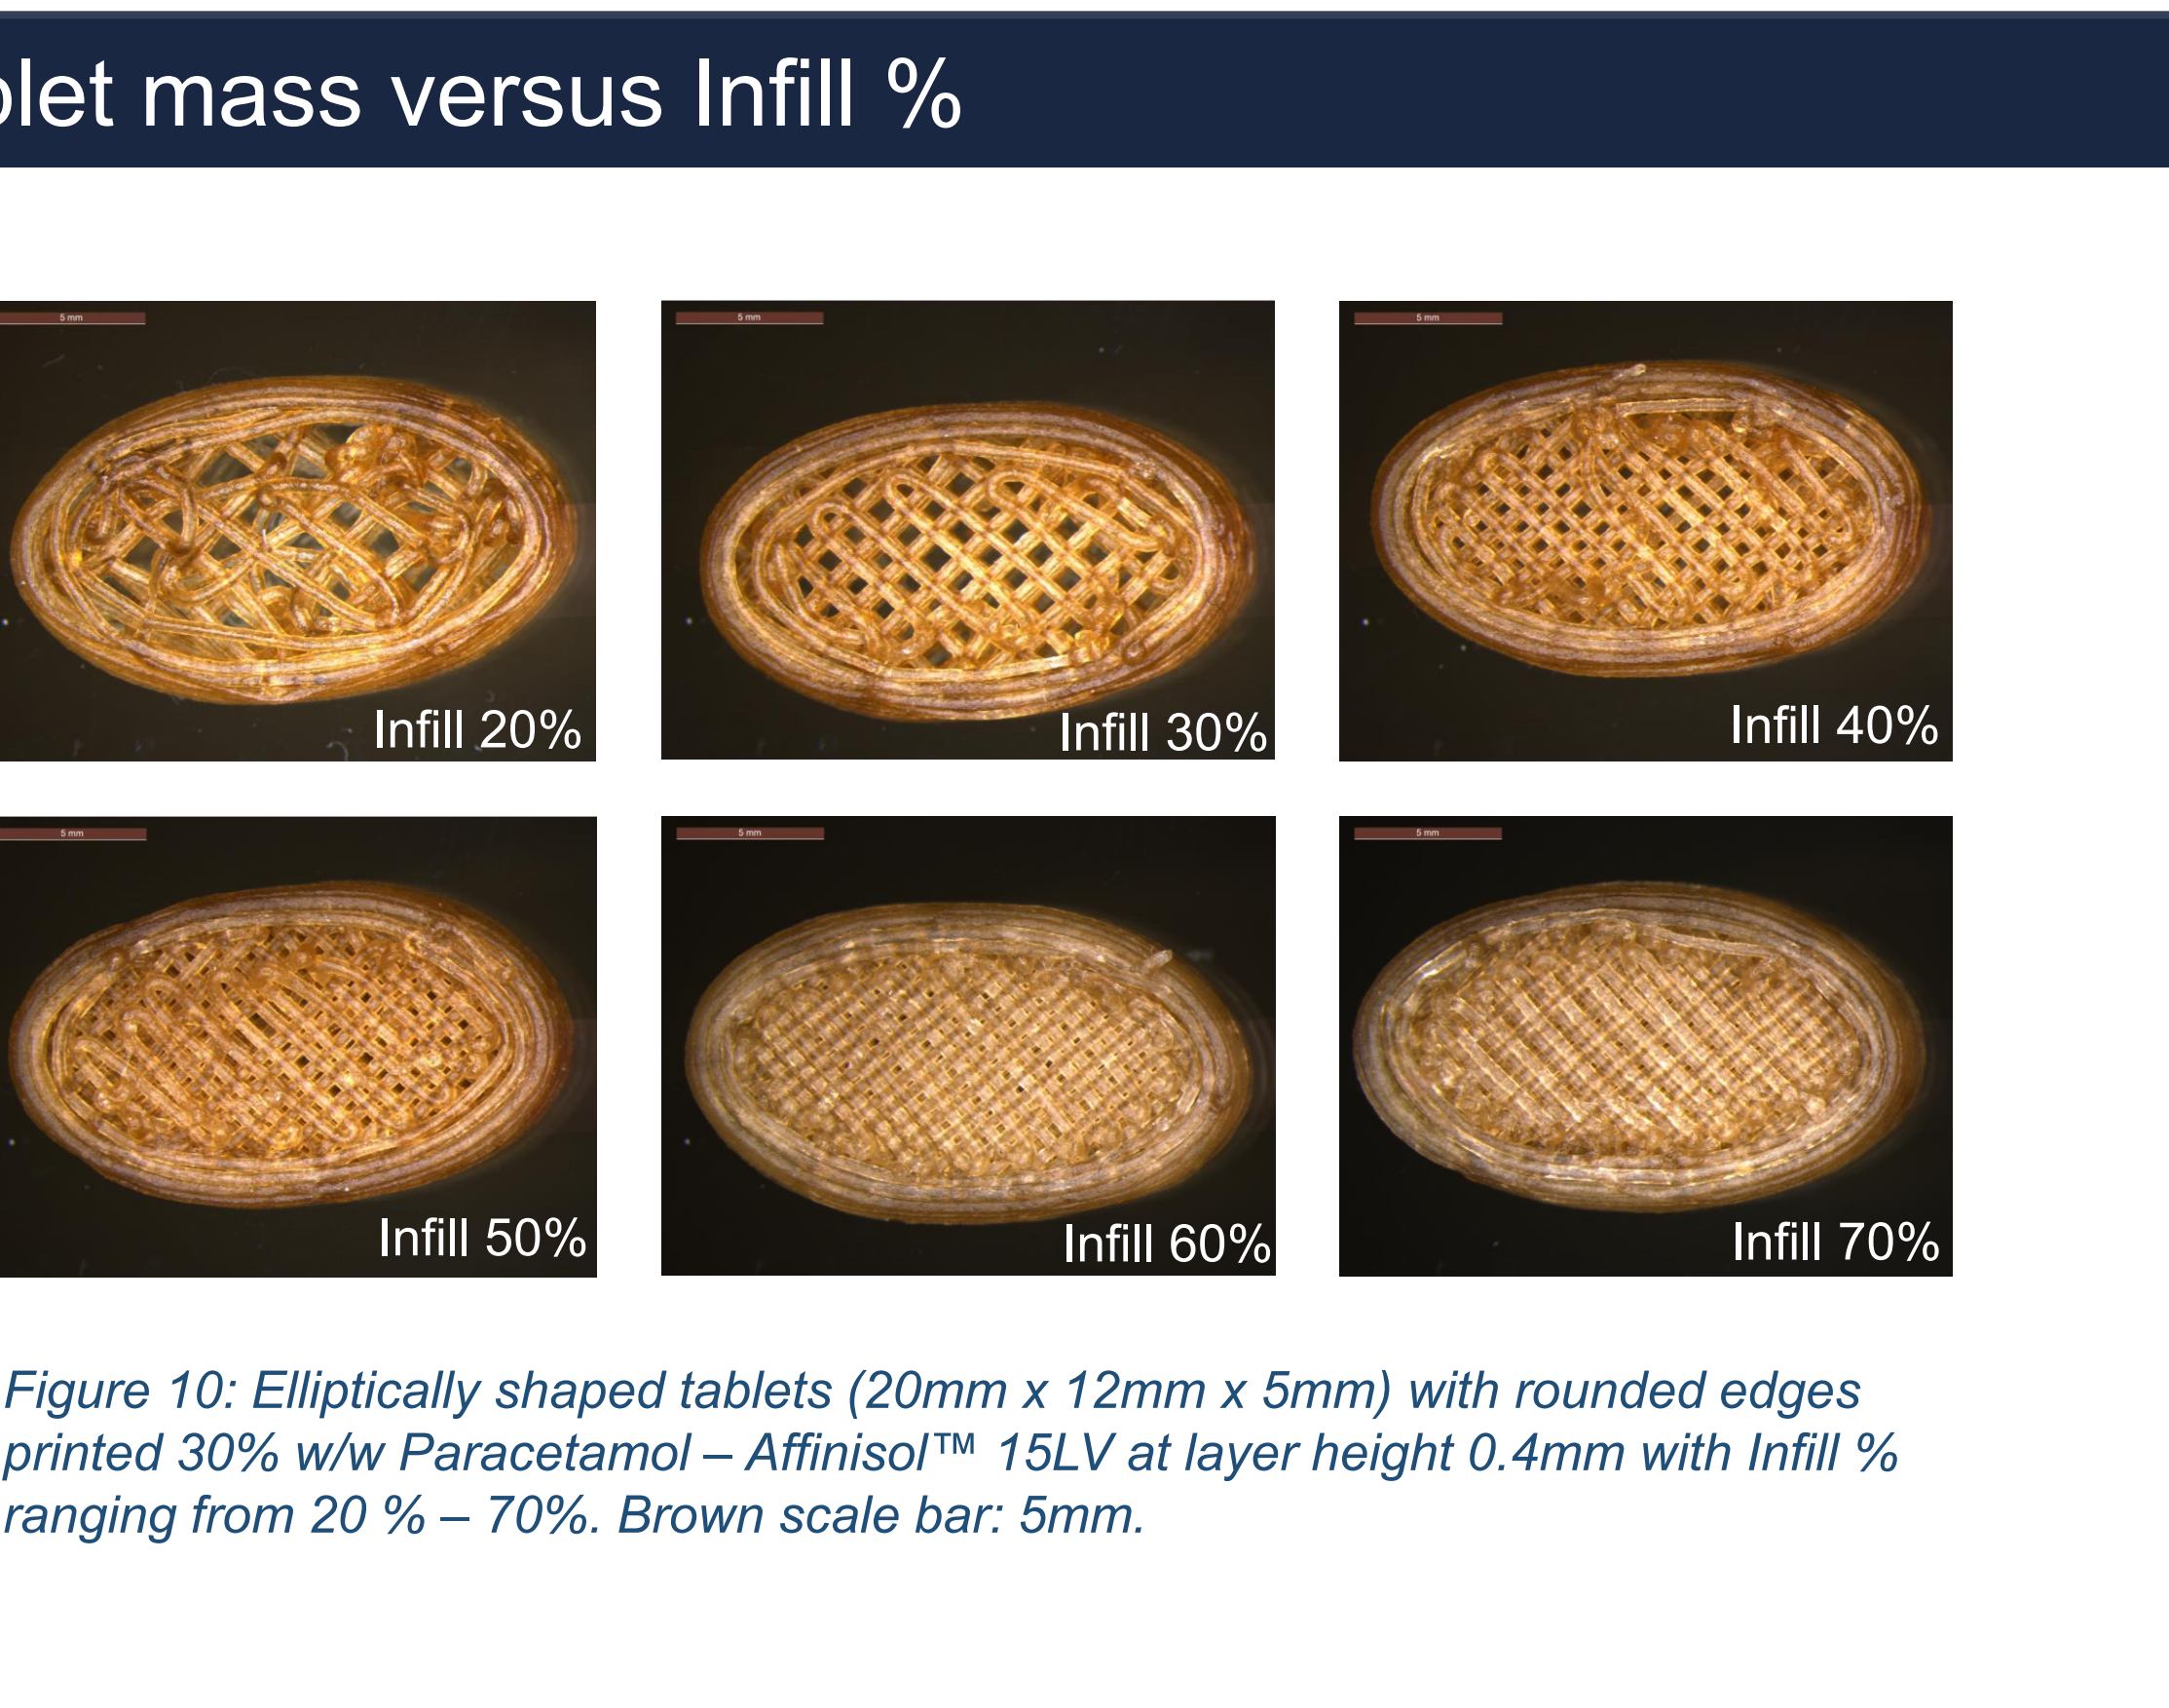 let mass versus Infill %
5 mm
5 mm
5 mm
Infill 20%
Infill 30%
Infill 40%
5 mm
5 mm
5 mm
Infill 50%
Infill 60%
Infill 70%
Figure 10: Elliptically shaped tablets (20mm x 12mm x 5mm) with rounded edges
printed 30% w/w Paracetamol – Affinisol™ 15LV at layer height 0.4mm with Infill %
ranging from 20 % – 70%. Brown scale bar: 5mm.